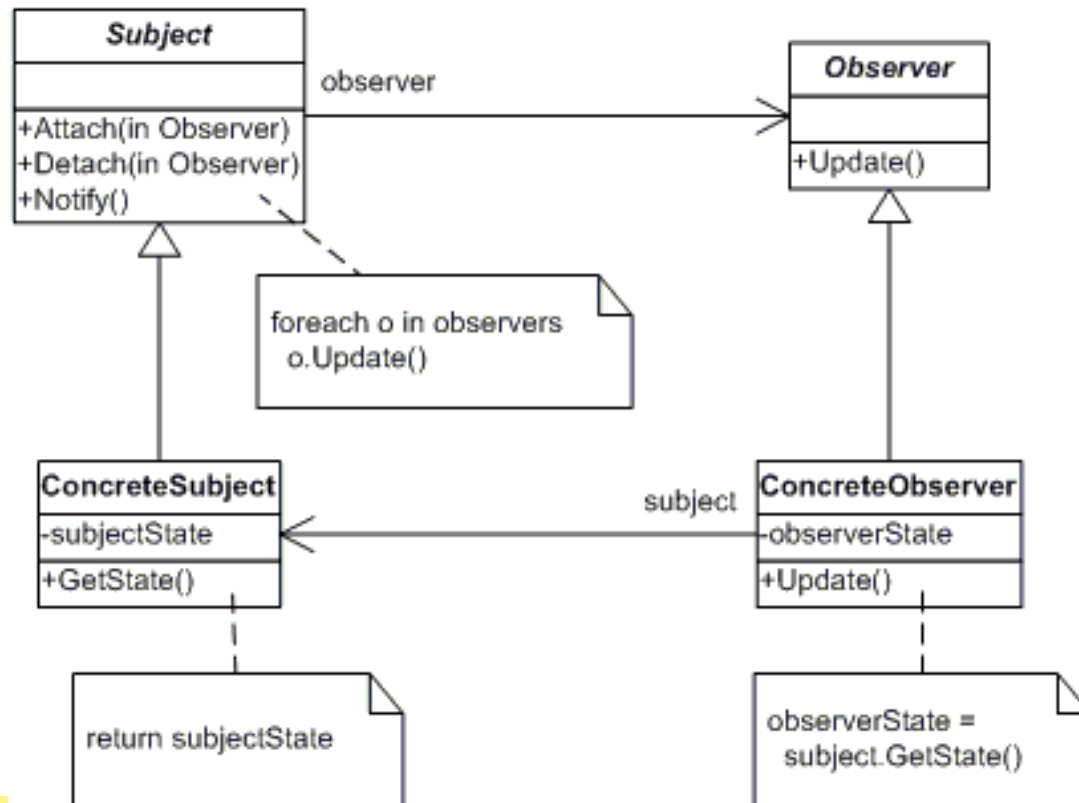 Subject
+Attach(in Observer)
+Detach(in Observer)
+Notify()
observer
Observer
+Update()
foreach o in observers
o.Update()
ConcreteSubject
-subjectState
+GetState()
subject
ConcreteObserver
-observerState
+Update()
return subjectState
observerState =
subject.GetState()